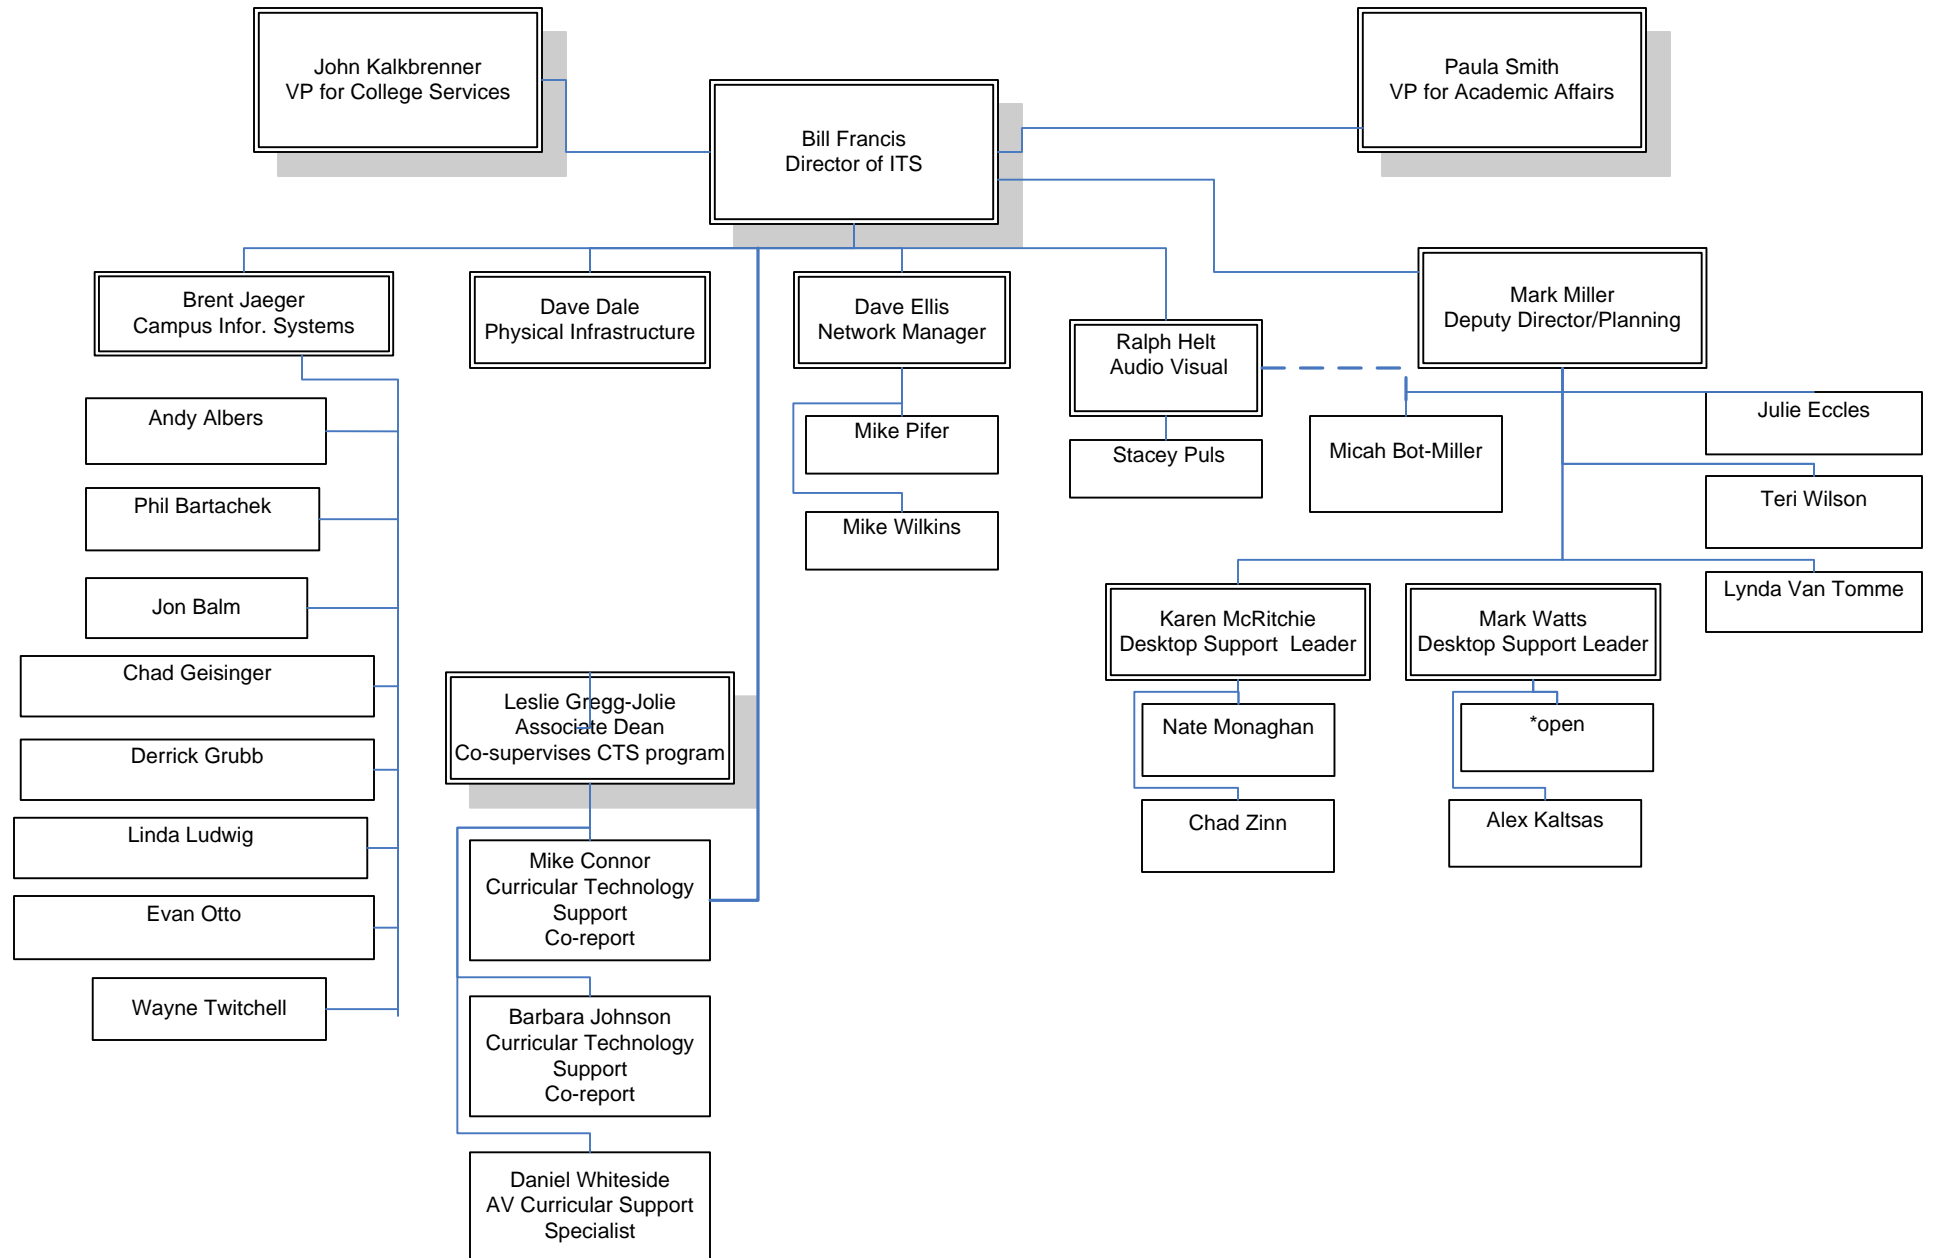 John Kalkbrenner
VP for College Services
Paula Smith
VP for Academic Affairs
Bill Francis
Director of ITS
Brent Jaeger
Campus Infor. Systems
Dave Dale
Physical Infrastructure
Dave Ellis
Network Manager
Ralph Helt
Audio Visual
Mark Miller
Deputy Director/Planning
Andy Albers
Phil Bartachek
Jon Balm
Chad Geisinger
Derrick Grubb
Linda Ludwig
Evan Otto
Wayne Twitchell
Mike Pifer
Mike Wilkins
Stacey Puls
Micah Bot-Miller
Julie Eccles
Teri Wilson
Lynda Van Tomme
Karen McRitchie
Desktop Support  Leader
Mark Watts
Desktop Support Leader
Nate Monaghan
Chad Zinn
*open
Alex Kaltsas
Leslie Gregg-Jolie
Associate Dean
Co-supervises CTS program
Mike Connor
Curricular Technology
Support
Co-report
Barbara Johnson
Curricular Technology
Support
Co-report
Daniel Whiteside
AV Curricular Support
Specialist